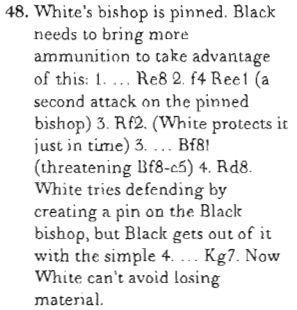 48. White's bishop is pinned. Black
needs to bring more
ammunition to take advantage
of this: 1. ... Re8 2. f4 Ree1 (a
second attack on the pinned
bishop) 3. Rf2. (White protects it
just in time) 3. ... Bf8!
(threatening Bf8-c5) 4. Rd8.
White tries defending by
creating a pin on the Black
bishop, but Black gets out of it
with the simple 4. ... Kg7. Now
White can't avoid losing
material.